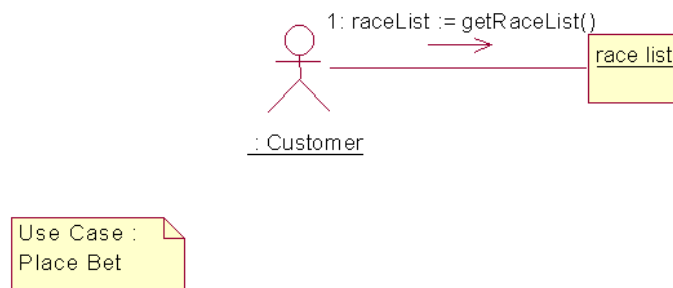 1: raceList := getRaceList()
race list
: Customer
Use Case :
Place Bet